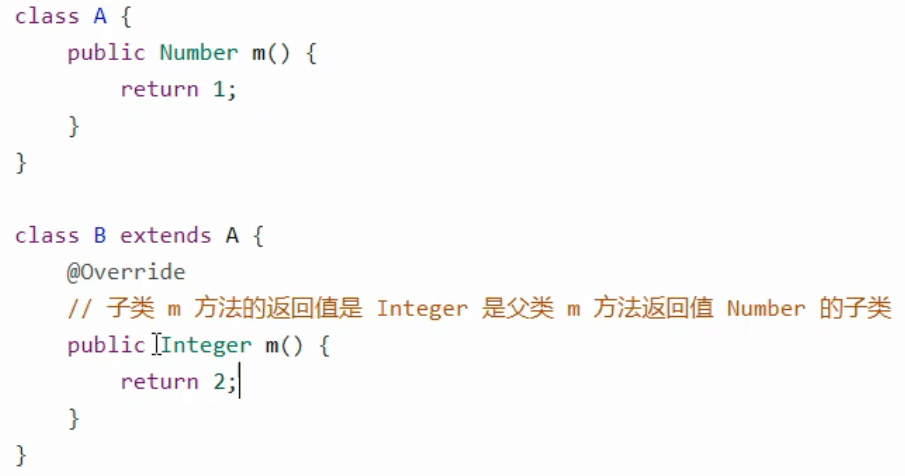 class A {
    public Number m() {
        return 1;
    }
}

class B extends A {
    @Override
    // 子类 m 方法的返回值是 Integer 是父类 m 方法返回值 Number 的子类
    public Integer m() {
        return 2;
    }
}